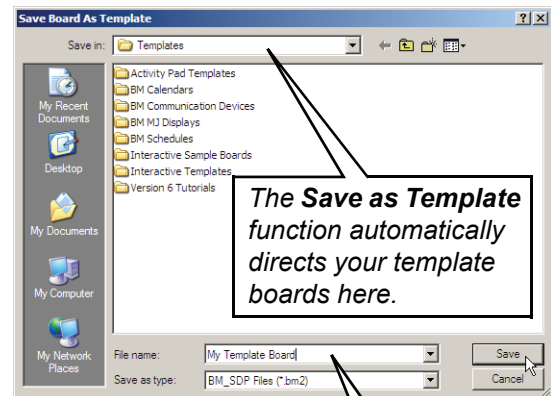 Save Board As Template
Save in: Templates
My Recent
Documents
Desktop
My Documents
My Computer
My Network
Places
Activity Pad Templates
BM Calendars
BM Communication Devices
BM MJ Displays
BM Schedules
Interactive Sample Boards
Interactive Templates
Version 6 Tutorials
The Save as Template
function automatically
directs your template
boards here.
File name: My Template Board Save
Save as type: BM_SDP Files (*.bm2) Cancel